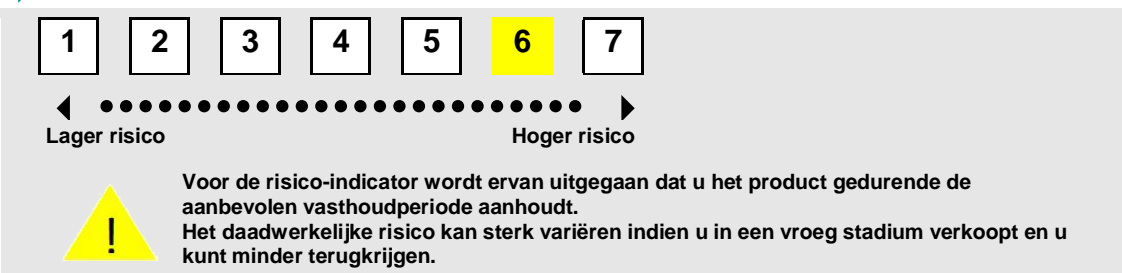 1 2 3 4 5 6 7
Lager risico Hoger risico
!
Voor de risico-indicator wordt ervan uitgegaan dat u het product gedurende de
aanbevolen vasthoudperiode aanhoudt.
Het daadwerkelijke risico kan sterk variëren indien u in een vroeg stadium verkoopt en u
kunt minder terugkrijgen.